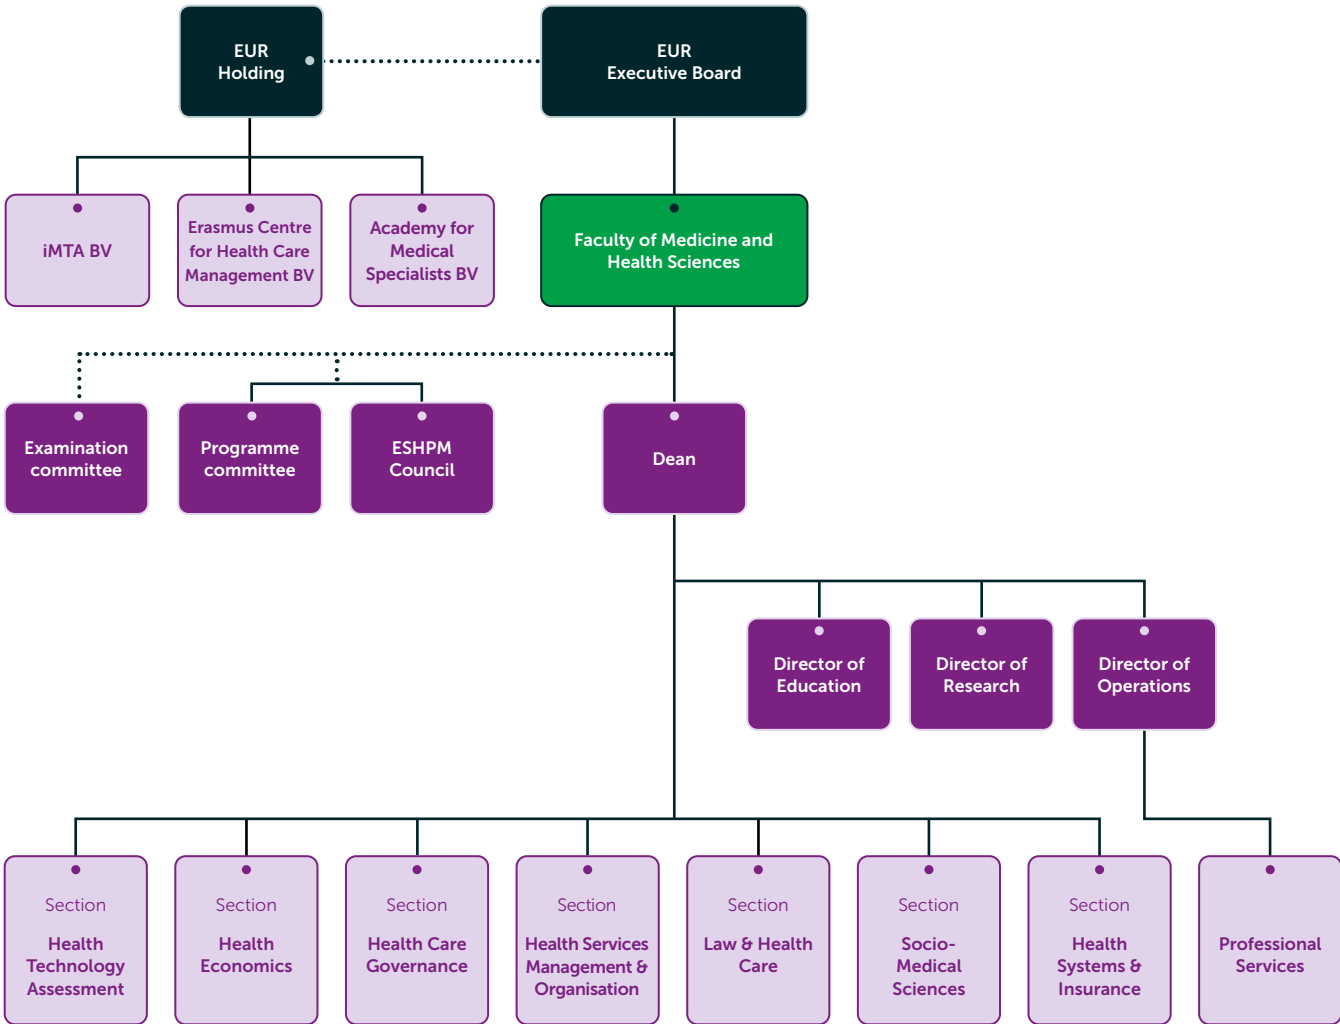 EUR
Holding
EUR
Executive Board
iMTA BV
Erasmus Centre
for Health Care
Management BV
Academy for
Medical
Specialists BV
Faculty of Medicine and
Health Sciences
Examination
committee
Programme
committee
ESHPM
Council
Dean
Director of
Education
Director of
Research
Director of
Operations
Section
Health
Technology
Assessment
Section
Health
Economics
Section
Health Care
Governance
Section
Health Services
Management &
Organisation
Section
Law & Health
Care
Section
Socio-
Medical
Sciences
Section
Health
Systems &
Insurance
Professional
Services